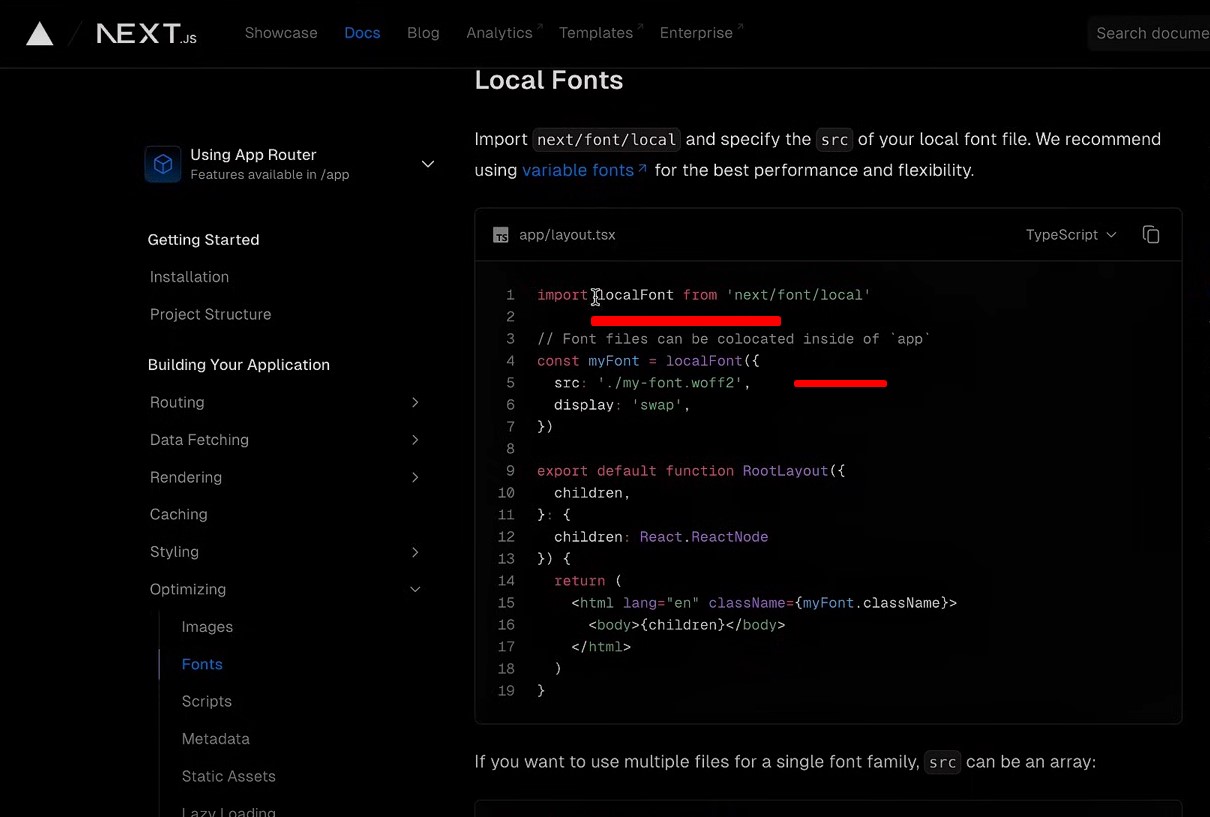 NEXT.JS Showcase Docs Blog Analytics Templates Enterprise Search docume
Using App Router
Features available in /app
Getting Started
Installation
Project Structure
Building Your Application
Routing
Data Fetching
Rendering
Caching
Styling
Optimizing
Images
Fonts
Scripts
Metadata
Static Assets
Lazy Loading
Local Fonts
Import next/font/local and specify the src of your local font file. We recommend
using variable fonts for the best performance and flexibility.
TS app/layout.tsx TypeScript
1 import localFont from 'next/font/local'
2
3 // Font files can be colocated inside of `app`
4 const myFont = localFont({
5 src: './my-font.woff2',
6 display: 'swap',
7 })
8
9 export default function RootLayout({
10 children,
11 }: {
12 children: React.ReactNode
13 }) {
14 return (
15 <html lang="en" className={myFont.className}>
16 <body>{children}</body>
17 </html>
18 )
19 }
If you want to use multiple files for a single font family, src can be an array: